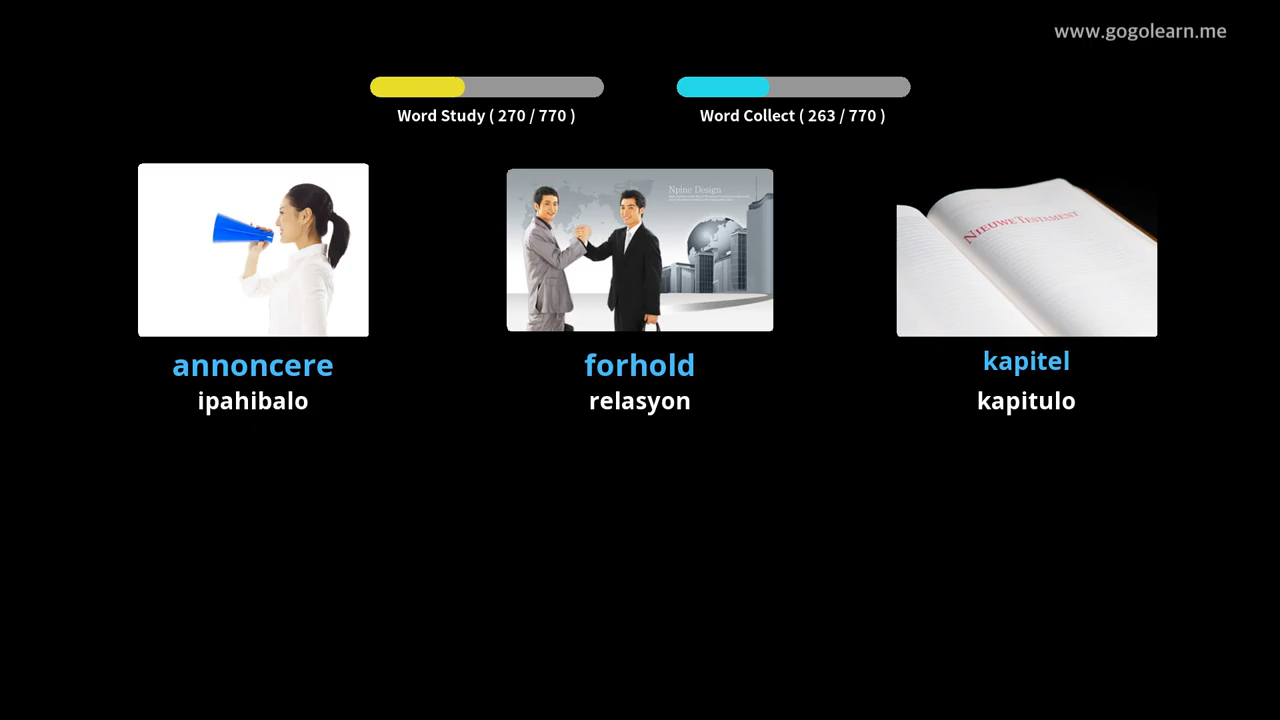 www.gogolearn.me
Word Study ( 270 / 770 )
Word Collect ( 263 / 770 )
Npine Design
NIEUWE TESTAMENT
annoncere
forhold
kapitel
ipahibalo
relasyon
kapitulo